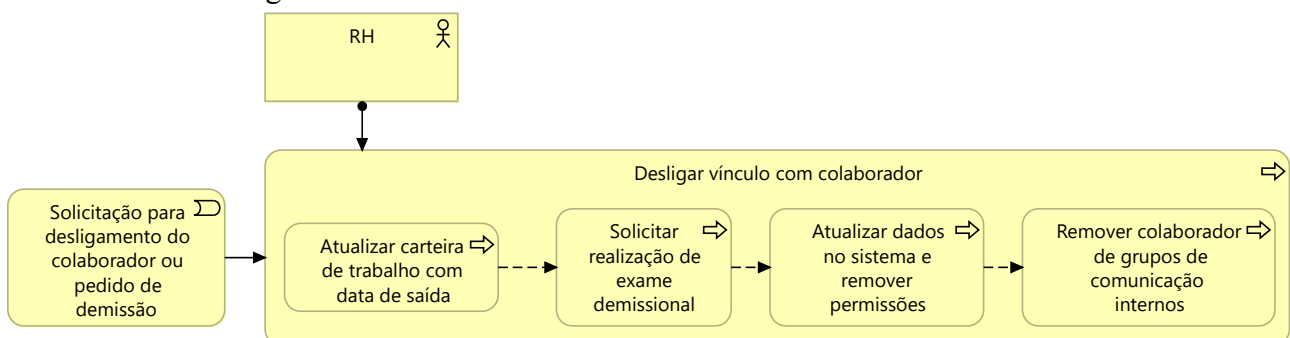 RH
Desligar vínculo com colaborador
Solicitação para
desligamento do
colaborador ou
pedido de
demissão
Atualizar carteira
de trabalho com
data de saída
Solicitar
realização de
exame
demissional
Atualizar dados
no sistema e
remover
permissões
Remover colaborador
de grupos de
comunicação
internos